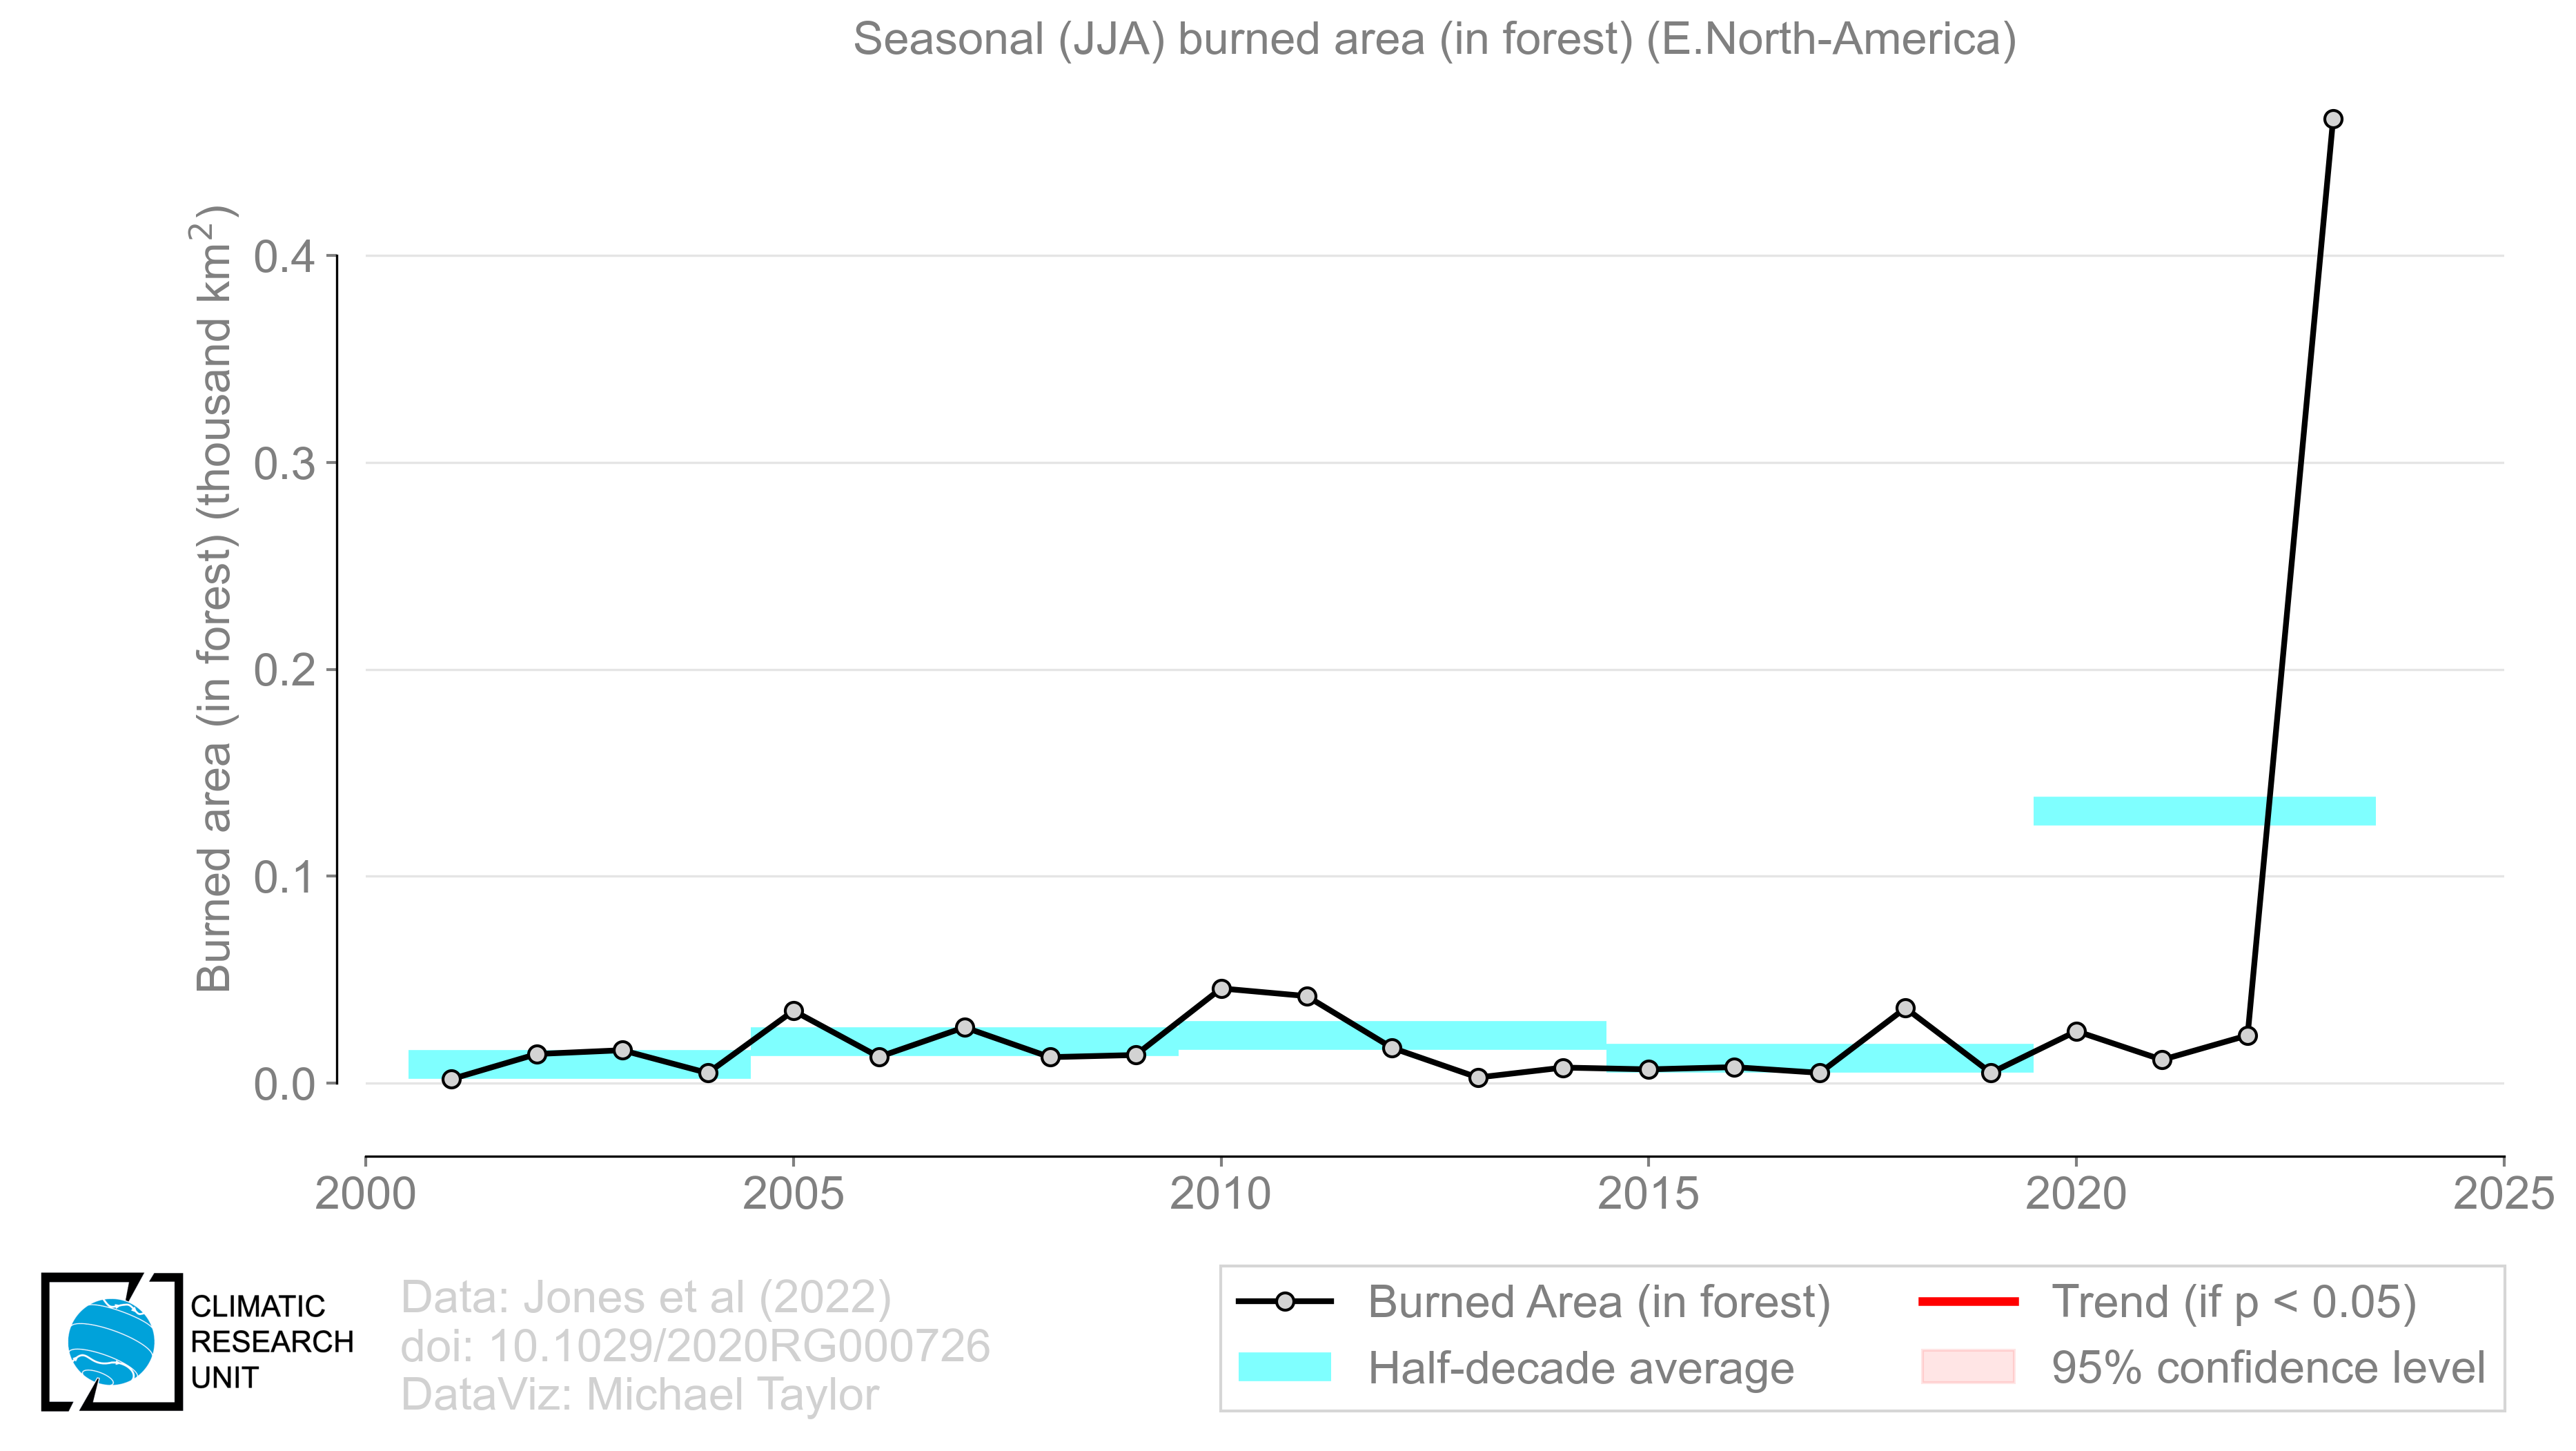 Seasonal (JJA) burned area (in forest) (E.North-America)
Burned area (in forest) (thousand km²)
0.4
0.3
0.2
0.1
0.0
2000 2005 2010 2015 2020 2025
CLIMATIC
RESEARCH
UNIT
Data: Jones et al (2022)
doi: 10.1029/2020RG000726
DataViz: Michael Taylor
Burned Area (in forest)
Half-decade average
Trend (if p < 0.05)
95% confidence level